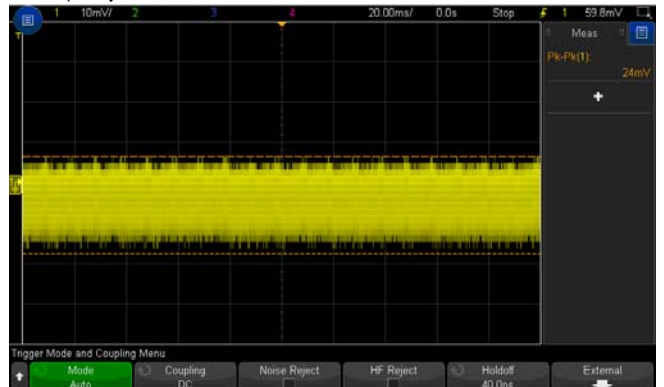 1 10mV/ 2 3 4 20.00ms/ 0.0s Stop 1 59.8mV
Meas
Pk-Pk(1):
24mV
+
Trigger Mode and Coupling Menu
Mode Coupling Noise Reject HF Reject Holdoff External
Auto DC 40.0ns